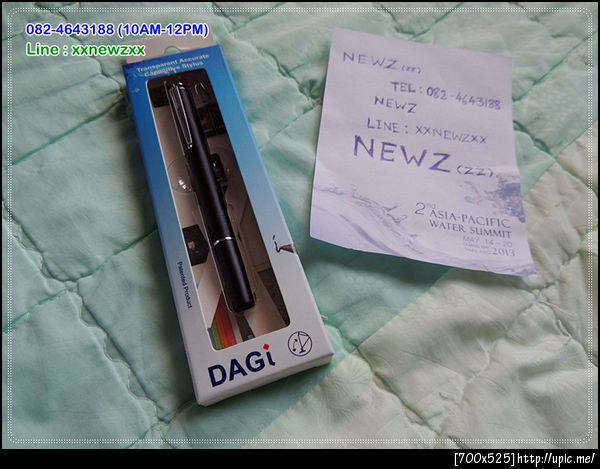 082-4643188 (10AM-12PM)
Line : xxnewzxx
Transparent Accurate
Capacitive Stylus
Patented Product
DAGi
NEWZ (ZZ)
TEL: 082-4643188
NEWZ
LINE: XXNEWZXX
NEWZ (ZZ).
2nd
ASIA-PACIFIC
WATER SUMMIT
MAY 14-20
2013
[700x525]http://upic.me/